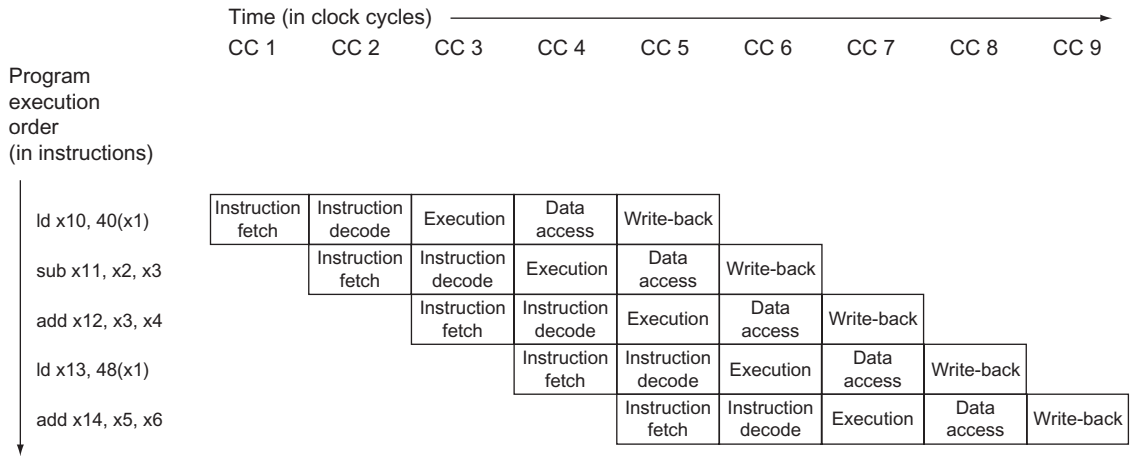 Time (in clock cycles)
CC 1 CC 2 CC 3 CC 4 CC 5 CC 6 CC 7 CC 8 CC 9
Program
execution
order
(in instructions)
ld x10, 40(x1)
Instruction fetch
Instruction decode
Execution
Data access
Write-back
sub x11, x2, x3
Instruction fetch
Instruction decode
Execution
Data access
Write-back
add x12, x3, x4
Instruction fetch
Instruction decode
Execution
Data access
Write-back
ld x13, 48(x1)
Instruction fetch
Instruction decode
Execution
Data access
Write-back
add x14, x5, x6
Instruction fetch
Instruction decode
Execution
Data access
Write-back